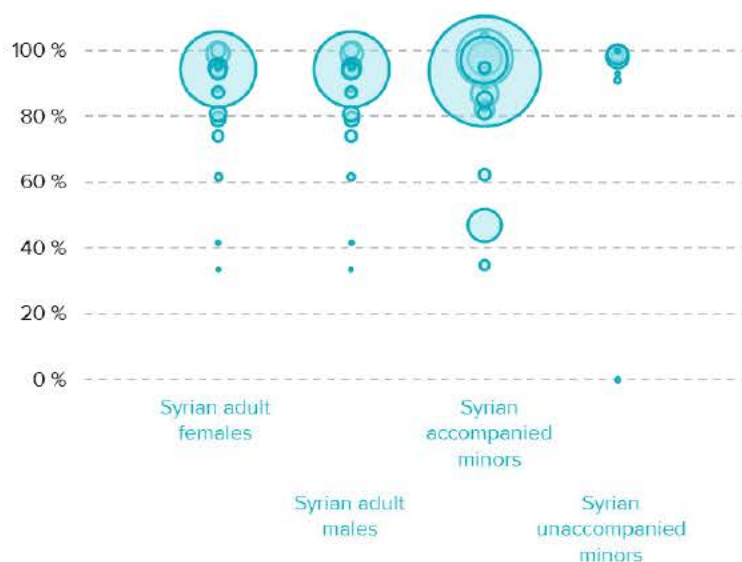 100 %
80 %
60 %
40 %
20 %
0 %
Syrian adult
females
Syrian
accompanied
minors
Syrian adult
males
Syrian
unaccompanied
minors